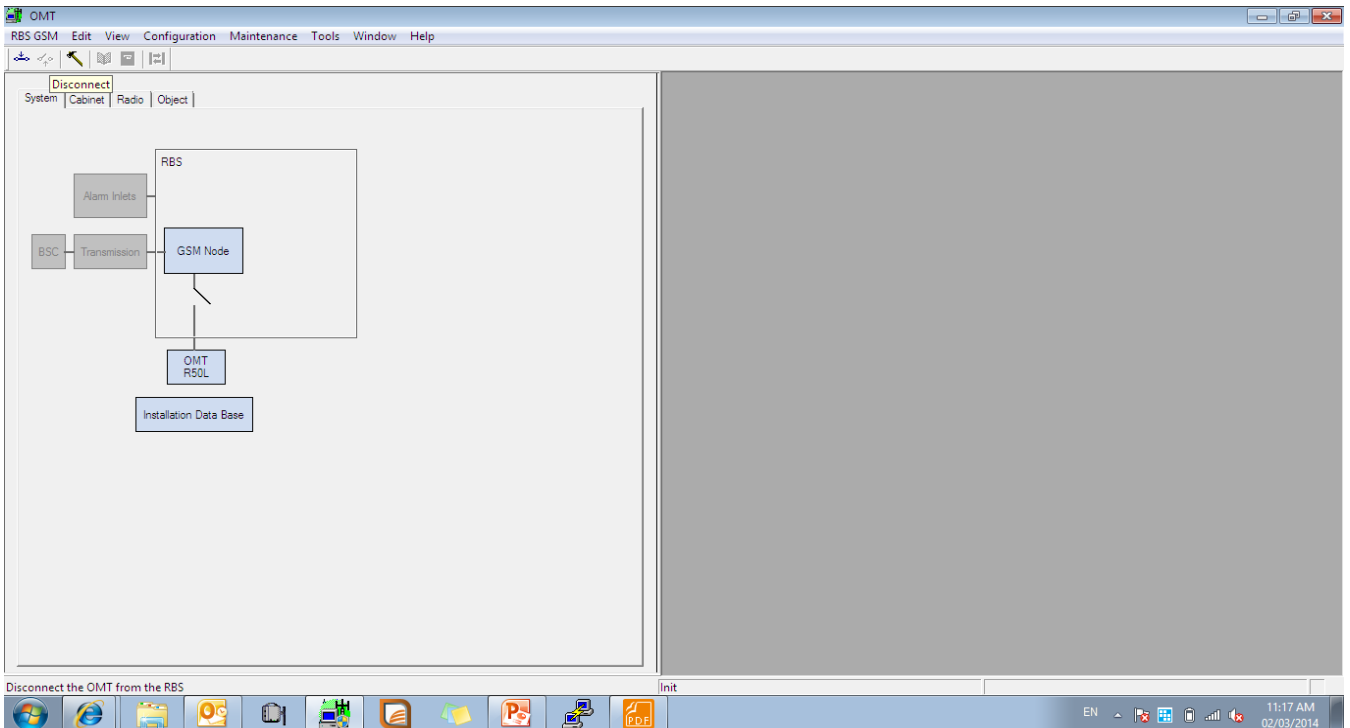 OMT
RBS GSM Edit View Configuration Maintenance Tools Window Help
Disconnect
System Cabinet Radio Object
RBS
Alarm Inlets
BSC Transmission GSM Node
OMT
R50L
Installation Data Base
Disconnect the OMT from the RBS Init
EN 11:17 AM
02/03/2014
PDF